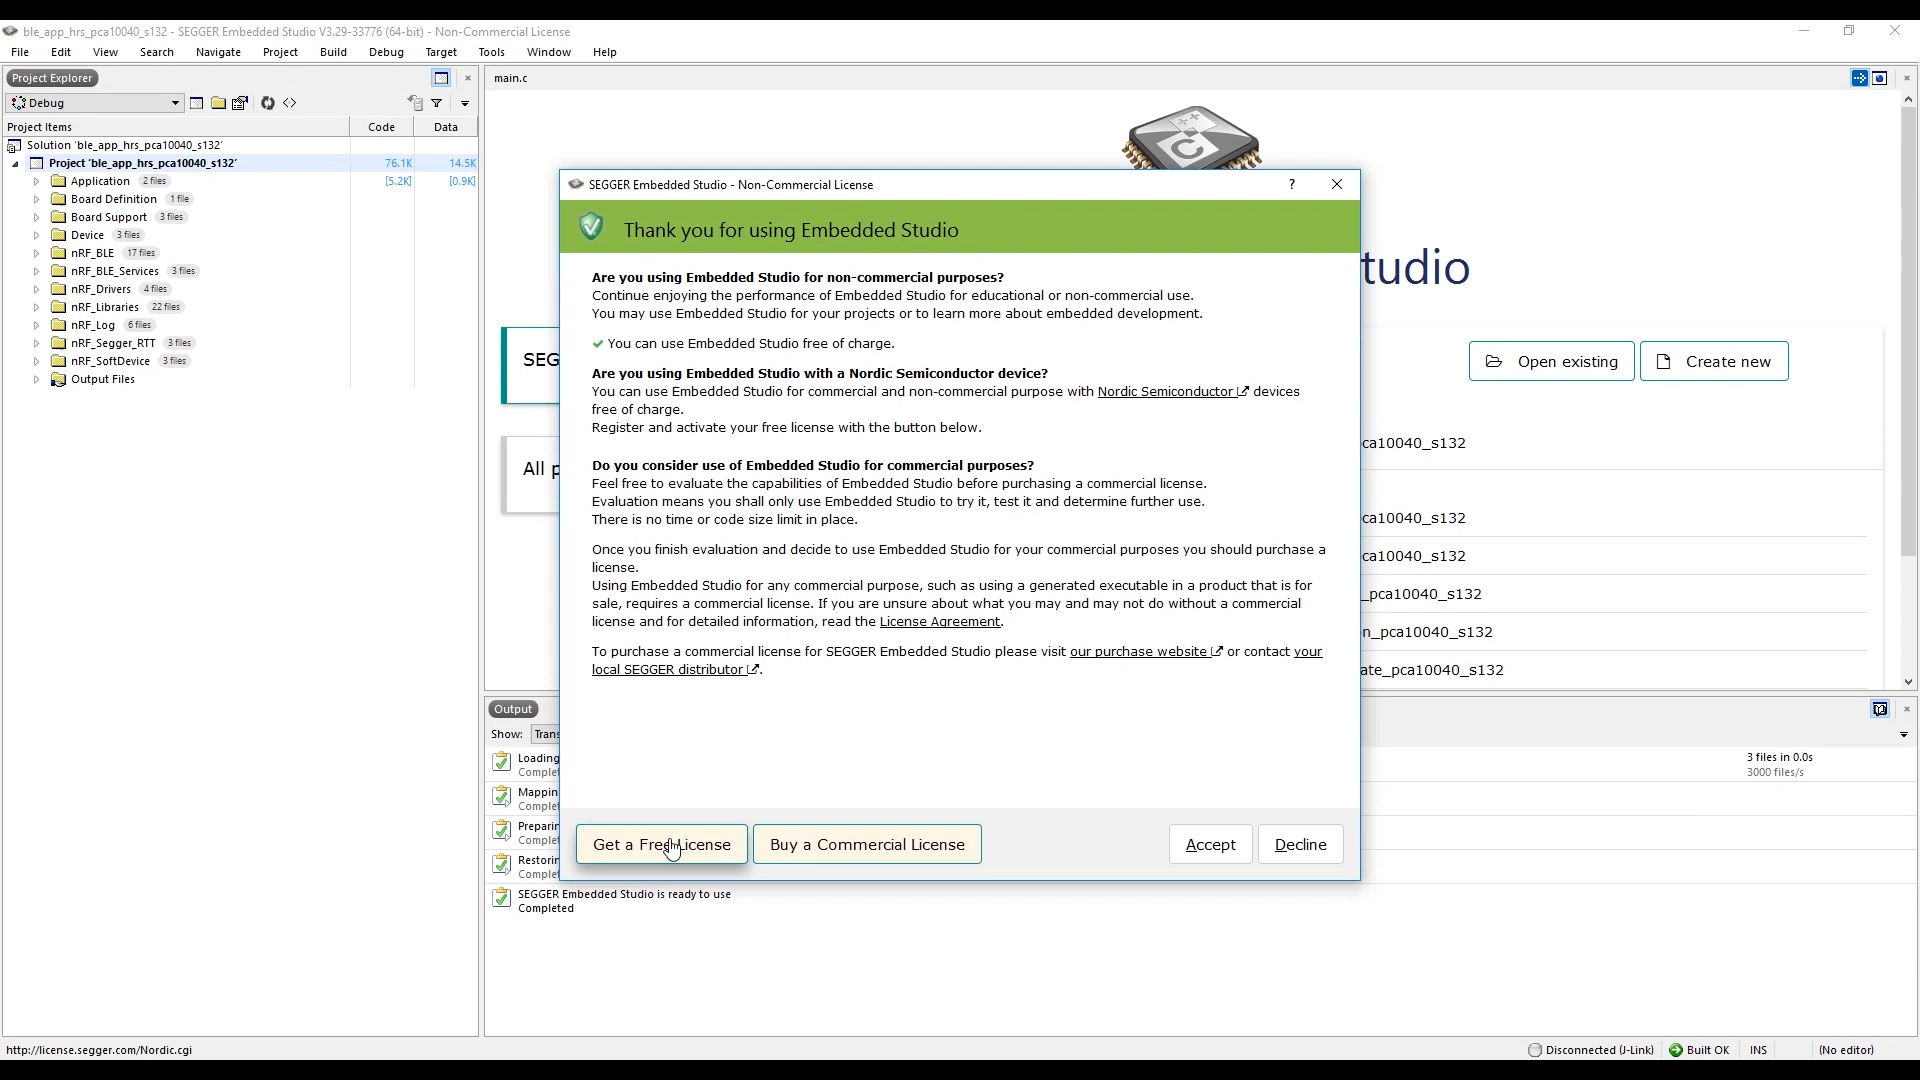 ble_app_hrs_pca10040_s132 - SEGGER Embedded Studio V3.29-33776 (64-bit) - Non-Commercial License
File Edit View Search Navigate Project Build Debug Target Tools Window Help
Project Explorer
Debug
Project Items Code Data
Solution 'ble_app_hrs_pca10040_s132'
Project 'ble_app_hrs_pca10040_s132' 76.1K 14.5K
Application 2 files [5.2K] [0.9K]
Board Definition 1 file
Board Support 3 files
Device 3 files
nRF_BLE 17 files
nRF_BLE_Services 3 files
nRF_Drivers 4 files
nRF_Libraries 22 files
nRF_Log 6 files
nRF_Segger_RTT 3 files
nRF_SoftDevice 3 files
Output Files
main.c
C
tudio
SEG
All p
Open existing Create new
ca10040_s132
ca10040_s132
ca10040_s132
_pca10040_s132
n_pca10040_s132
ate_pca10040_s132
SEGGER Embedded Studio - Non-Commercial License ?
Thank you for using Embedded Studio
Are you using Embedded Studio for non-commercial purposes?
Continue enjoying the performance of Embedded Studio for educational or non-commercial use.
You may use Embedded Studio for your projects or to learn more about embedded development.
You can use Embedded Studio free of charge.
Are you using Embedded Studio with a Nordic Semiconductor device?
You can use Embedded Studio for commercial and non-commercial purpose with Nordic Semiconductor devices
free of charge.
Register and activate your free license with the button below.
Do you consider use of Embedded Studio for commercial purposes?
Feel free to evaluate the capabilities of Embedded Studio before purchasing a commercial license.
Evaluation means you shall only use Embedded Studio to try it, test it and determine further use.
There is no time or code size limit in place.
Once you finish evaluation and decide to use Embedded Studio for your commercial purposes you should purchase a
license.
Using Embedded Studio for any commercial purpose, such as using a generated executable in a product that is for
sale, requires a commercial license. If you are unsure about what you may and may not do without a commercial
license and for detailed information, read the License Agreement.
To purchase a commercial license for SEGGER Embedded Studio please visit our purchase website or contact your
local SEGGER distributor.
Get a Free License Buy a Commercial License Accept Decline
Output
Show: Trans
Loading 3 files in 0.0s
Complet 3000 files/s
Mappin
Complet
Preparin
Complet
Restorin
Complet
SEGGER Embedded Studio is ready to use
Completed
http://license.segger.com/Nordic.cgi Disconnected (J-Link) Built OK INS (No editor)